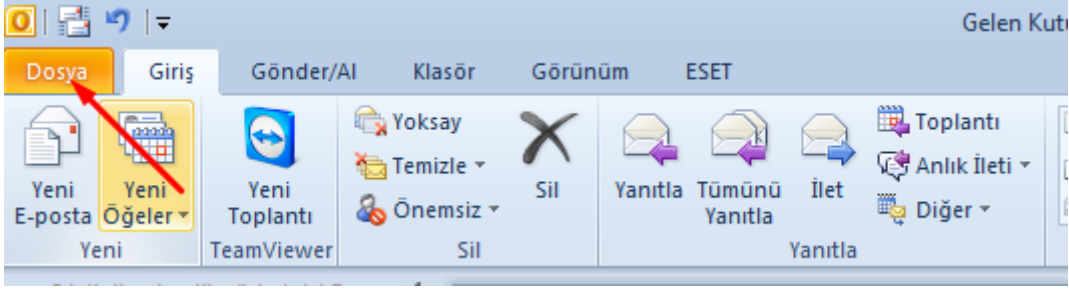 Gelen Kutu
Dosya Giriş Gönder/Al Klasör Görünüm ESET
Yeni E-posta
Yeni Öğeler
Yeni Toplantı
Yoksay
Temizle
Önemsiz
Sil
Yanıtla
Tümünü Yanıtla
İlet
Toplantı
Anlık İleti
Diğer
Yeni TeamViewer Sil Yanıtla